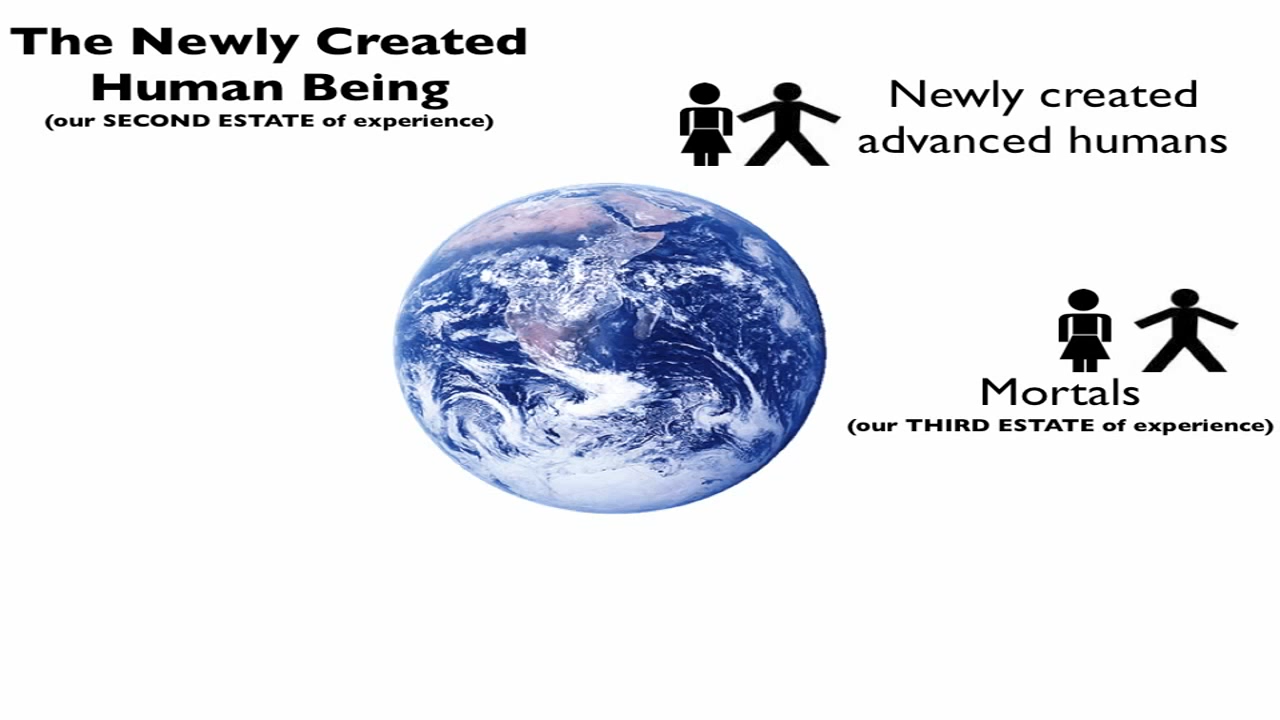 The Newly Created
Human Being
(our SECOND ESTATE of experience)
Newly created
advanced humans
Mortals
(our THIRD ESTATE of experience)